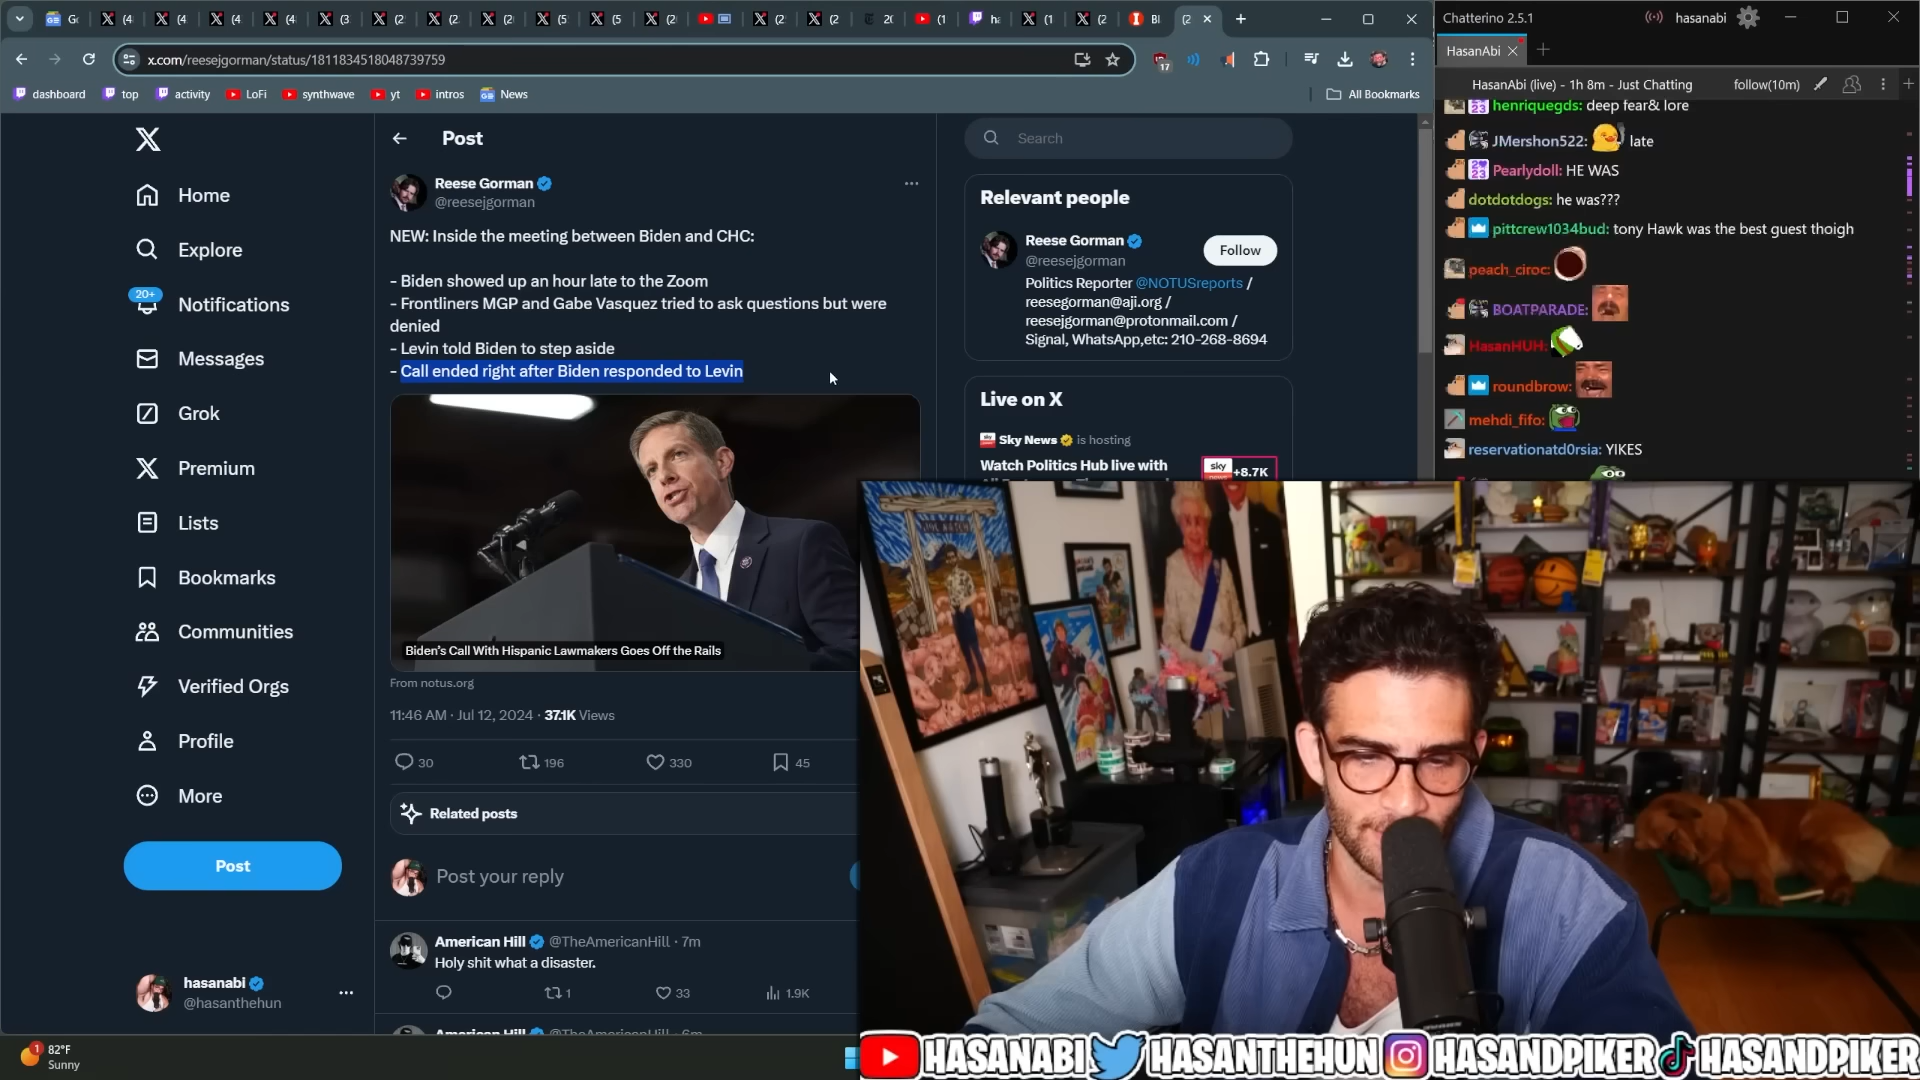 x.com/reesejgorman/status/1811834518048739759
17
dashboard
top
activity
LoFi
synthwave
yt
intros
News
All Bookmarks
Home
Explore
20+
Notifications
Messages
Grok
Premium
Lists
Bookmarks
Communities
Verified Orgs
Profile
More
Post
hasanabi
@hasanthehun
Post
Reese Gorman
@reesejgorman
NEW: Inside the meeting between Biden and CHC:
- Biden showed up an hour late to the Zoom
- Frontliners MGP and Gabe Vasquez tried to ask questions but were
denied
- Levin told Biden to step aside
- Call ended right after Biden responded to Levin
Biden's Call With Hispanic Lawmakers Goes Off the Rails
From notus.org
11:46 AM · Jul 12, 2024 · 37.1K Views
30
196
330
45
Related posts
Post your reply
American Hill @TheAmericanHill · 7m
Holy shit what a disaster.
1
33
1.9K
American Hill @TheAmericanHill · 6m
Search
Relevant people
Reese Gorman
@reesejgorman
Follow
Politics Reporter @NOTUSreports /
reesegorman@aji.org /
reesejgorman@protonmail.com /
Signal, WhatsApp,etc: 210-268-8694
Live on X
Sky News is hosting
Watch Politics Hub live with
sky
news
+8.7K
Chatterino 2.5.1
hasanabi
HasanAbi
HasanAbi (live) - 1h 8m - Just Chatting
follow(10m)
henriquegds: deep fear& lore
JMershon522: late
Pearlydoll: HE WAS
dotdotdogs: he was???
pittcrew1034bud: tony Hawk was the best guest thoigh
peach_ciroc:
BOATPARADE:
HasanHUH:
roundbrow:
mehdi_fifo:
reservationatd0rsia: YIKES
1
82°F
Sunny
HASANABI
HASANTHEHUN
HASANDPIKER
HASANDPIKER